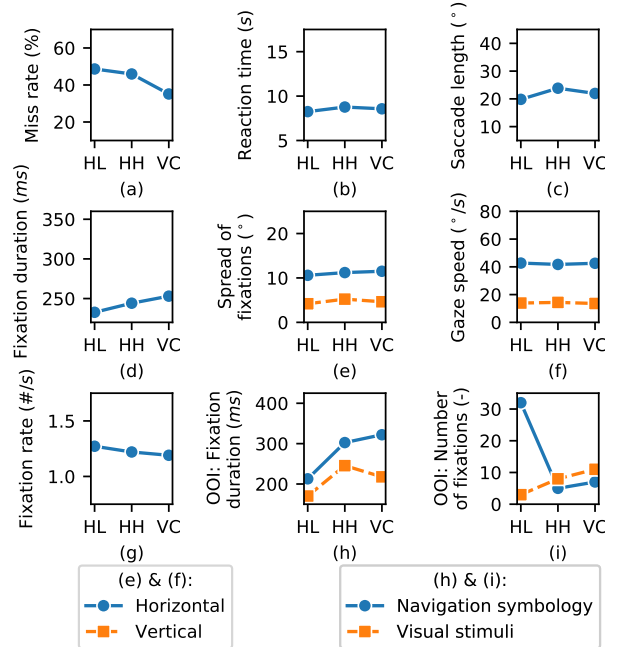 Miss rate (%)
60
40
20
HL HH VC
(a)
Reaction time (s)
15
10
5
HL HH VC
(b)
Saccade length (°)
40
30
20
10
HL HH VC
(c)
Fixation duration (ms)
350
300
250
HL HH VC
(d)
Spread of
fixations (°)
20
10
0
HL HH VC
(e)
Gaze speed (°/s)
80
60
40
20
0
HL HH VC
(f)
Fixation rate (#/s)
1.5
1.0
HL HH VC
(g)
OOI: Fixation
duration (ms)
400
300
200
HL HH VC
(h)
OOI: Number
of fixations (-)
30
20
10
0
HL HH VC
(i)
(e) & (f):
Horizontal
Vertical
(h) & (i):
Navigation symbology
Visual stimuli